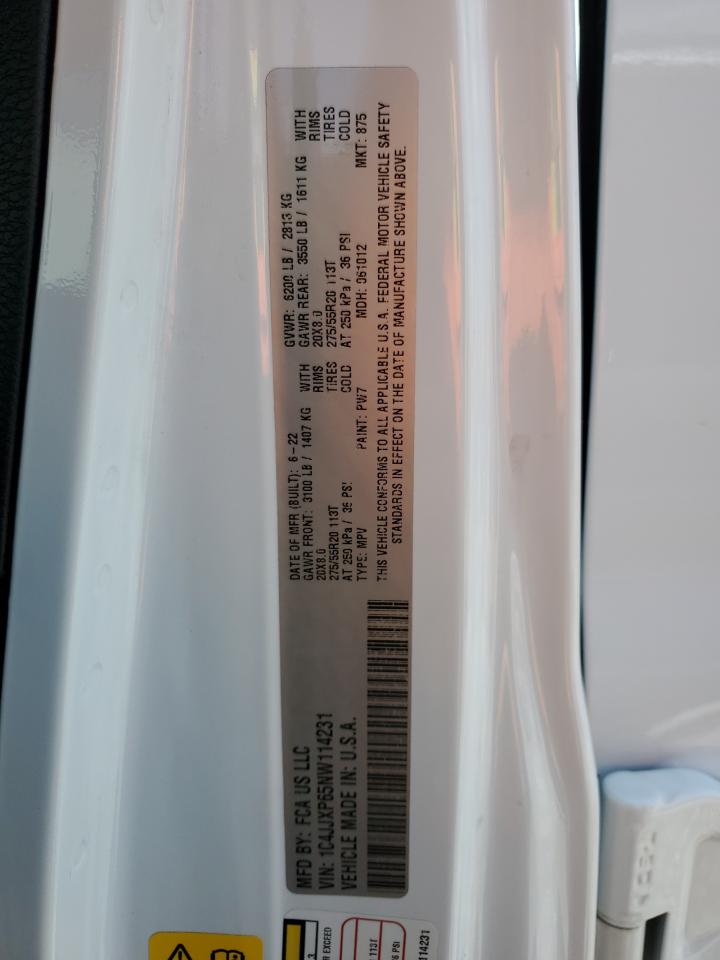 MFD BY: FCA US LLC
VIN: 1C4JJXP65NW114231
VEHICLE MADE IN: U.S.A.
DATE OF MFR (BUILT): 6-22
GAWR FRONT: 3100 LB / 1407 KG WITH
20X8.0 RIMS
275/55R20 113T TIRES
AT 250 kPa / 36 PSI COLD
TYPE: MPV PAINT: PW7
GVWR: 6200 LB / 2813 KG
GAWR REAR: 3550 LB / 1611 KG WITH
20X8.0 RIMS
275/55R20 113T TIRES
AT 250 kPa / 36 PSI COLD
MDH: 061012 MKT: 875
THIS VEHICLE CONFORMS TO ALL APPLICABLE U.S.A. FEDERAL MOTOR VEHICLE SAFETY
STANDARDS IN EFFECT ON THE DATE OF MANUFACTURE SHOWN ABOVE.
EXCEED
113T
PSI
114231